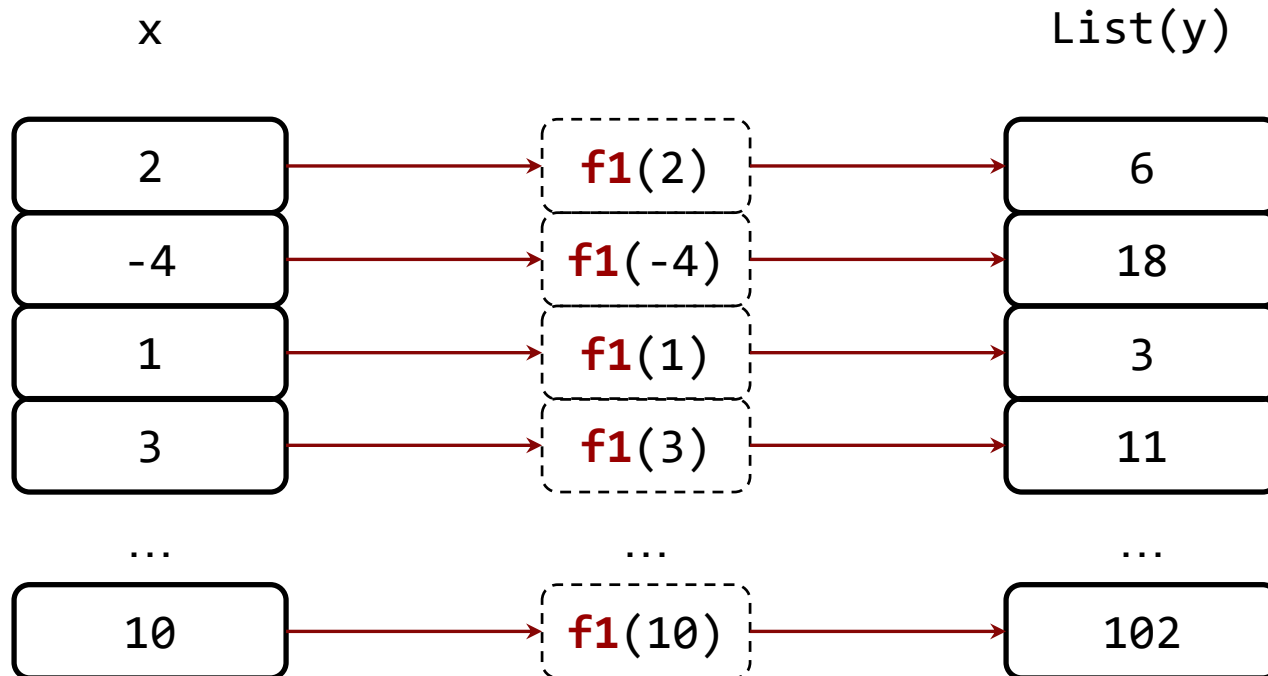 x List(y)
2 f1(2) 6
-4 f1(-4) 18
1 f1(1) 3
3 f1(3) 11
... ... ...
10 f1(10) 102